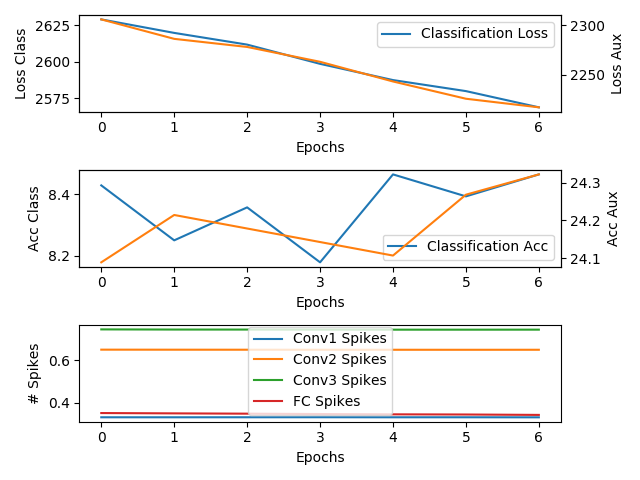 2625
2600
2575
Loss Class
Classification Loss
2300
2250
Loss Aux
0 1 2 3 4 5 6
Epochs
8.4
8.2
Acc Class
Classification Acc
24.3
24.2
24.1
Acc Aux
0 1 2 3 4 5 6
Epochs
0.6
0.4
# Spikes
Conv1 Spikes
Conv2 Spikes
Conv3 Spikes
FC Spikes
0 1 2 3 4 5 6
Epochs